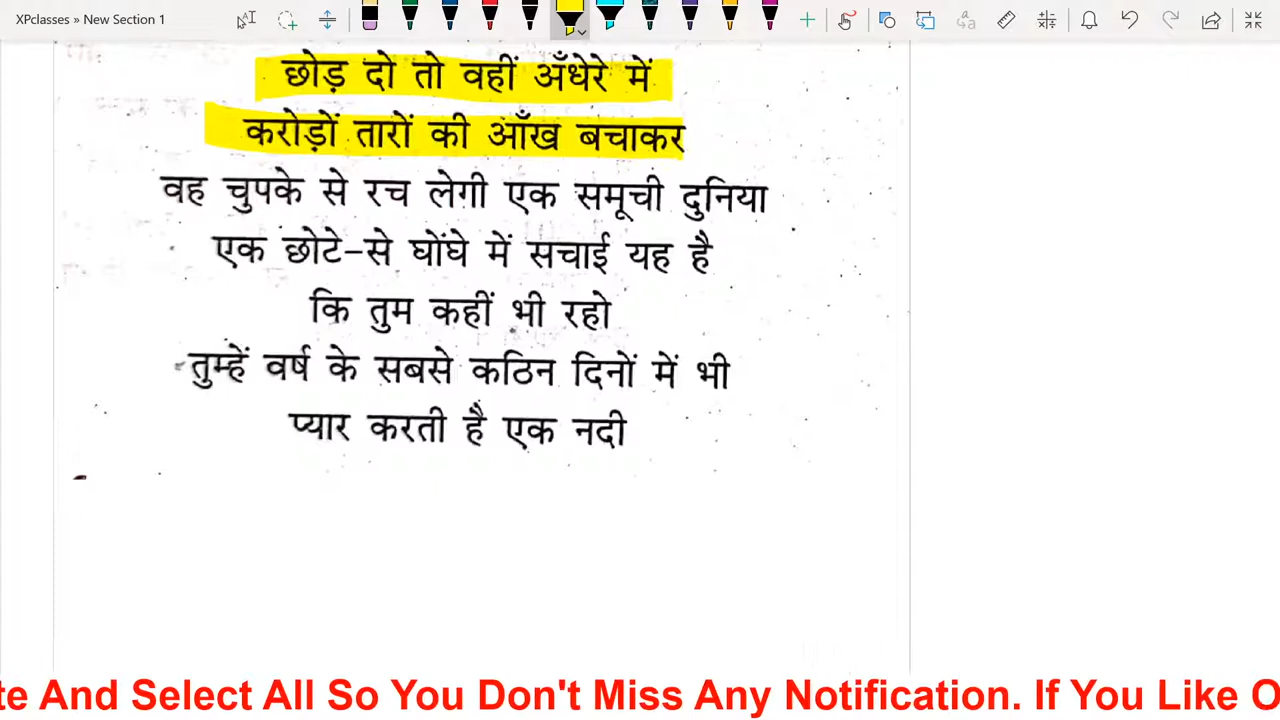 XPclasses » New Section 1
छोड़ दो तो वहीं अँधेरे में
करोड़ों तारों की आँख बचाकर
वह चुपके से रच लेगी एक समूची दुनिया
एक छोटे-से घोंघे में सचाई यह है
कि तुम कहीं भी रहो
तुम्हें वर्ष के सबसे कठिन दिनों में भी
प्यार करती है एक नदी
te And Select All So You Don't Miss Any Notification. If You Like O